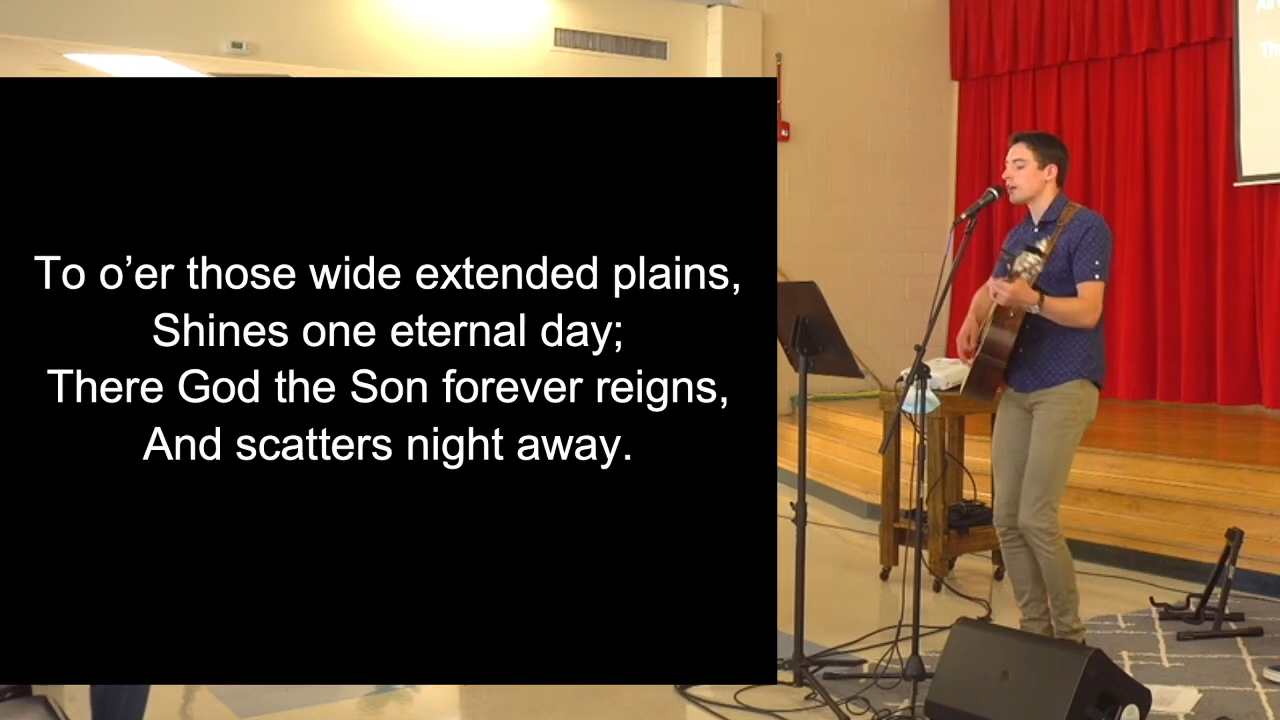 To o’er those wide extended plains,
Shines one eternal day;
There God the Son forever reigns,
And scatters night away.